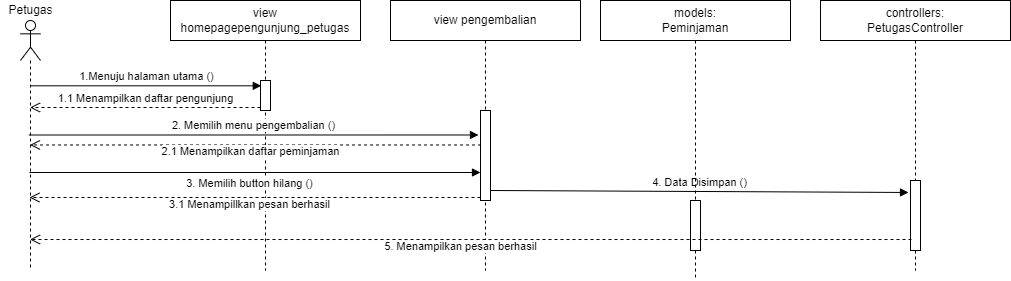 Petugas
view
homepagepengunjung_petugas
view pengembalian
models:
Peminjaman
controllers:
PetugasController
1.Menuju halaman utama ()
1.1 Menampilkan daftar pengunjung
2. Memilih menu pengembalian ()
2.1 Menampilkan daftar peminjaman
3. Memilih button hilang ()
4. Data Disimpan ()
3.1 Menampillkan pesan berhasil
5. Menampilkan pesan berhasil